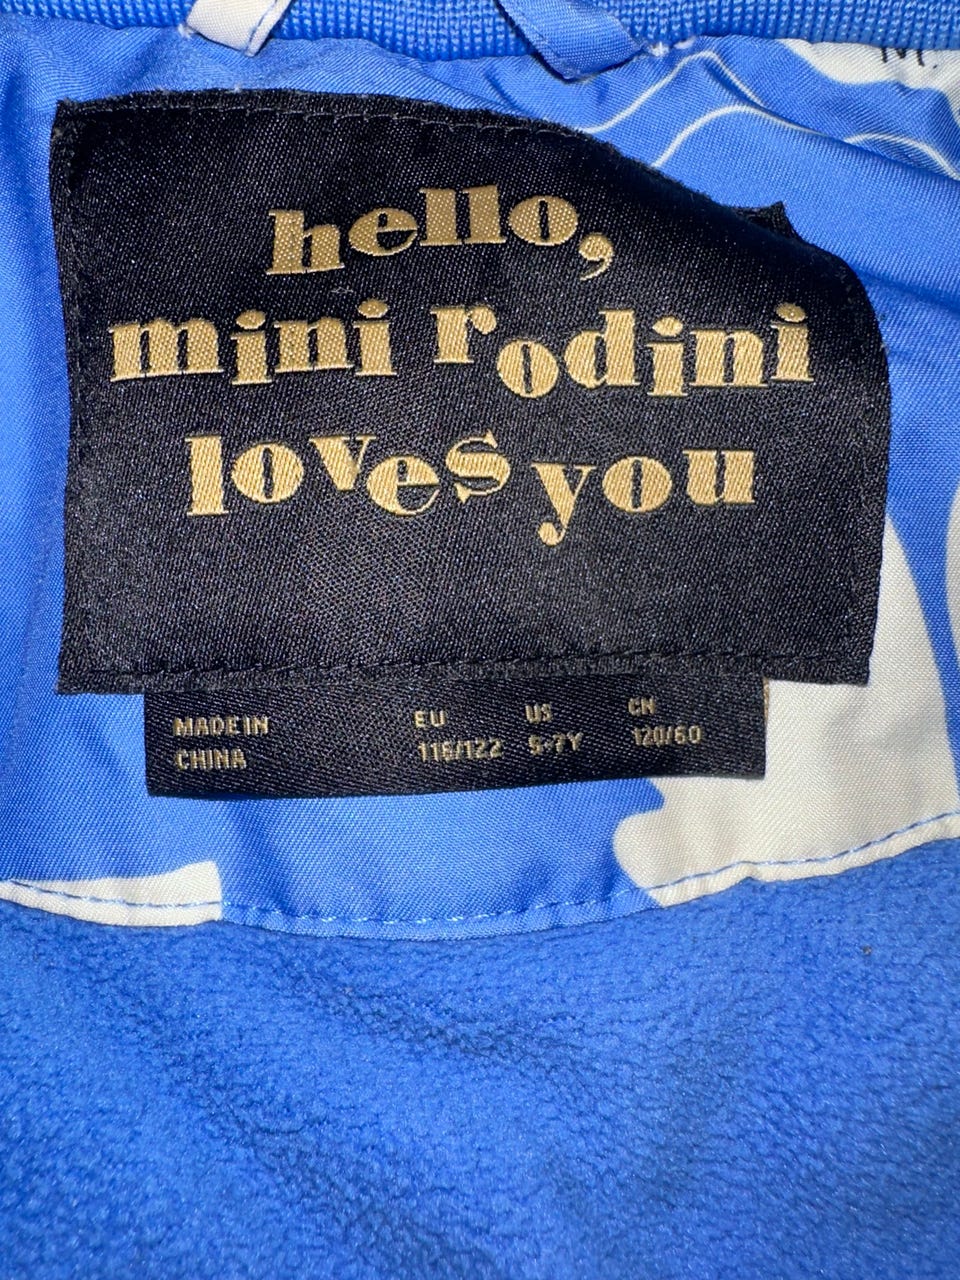 M.
hello,
mini rodini
loves you
MADE IN
CHINA
EU
116/122
US
5-7Y
CN
120/60